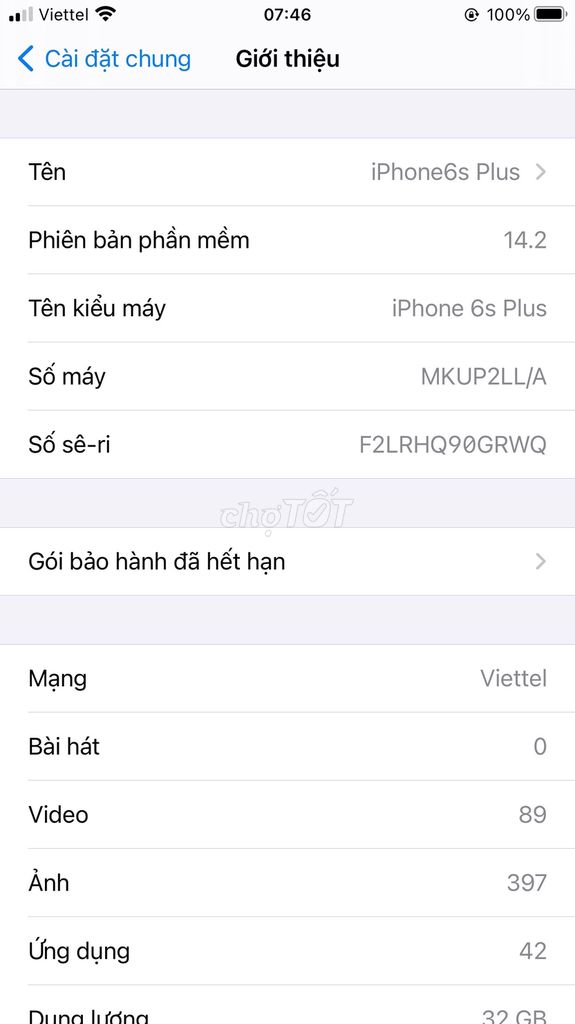 Viettel 07:46 100%
Cài đặt chung Giới thiệu
Tên iPhone6s Plus
Phiên bản phần mềm 14.2
Tên kiểu máy iPhone 6s Plus
Số máy MKUP2LL/A
Số sê-ri F2LRHQ90GRWQ
chợTỐT
Gói bảo hành đã hết hạn
Mạng Viettel
Bài hát 0
Video 89
Ảnh 397
Ứng dụng 42
Dung lượng 32 GB